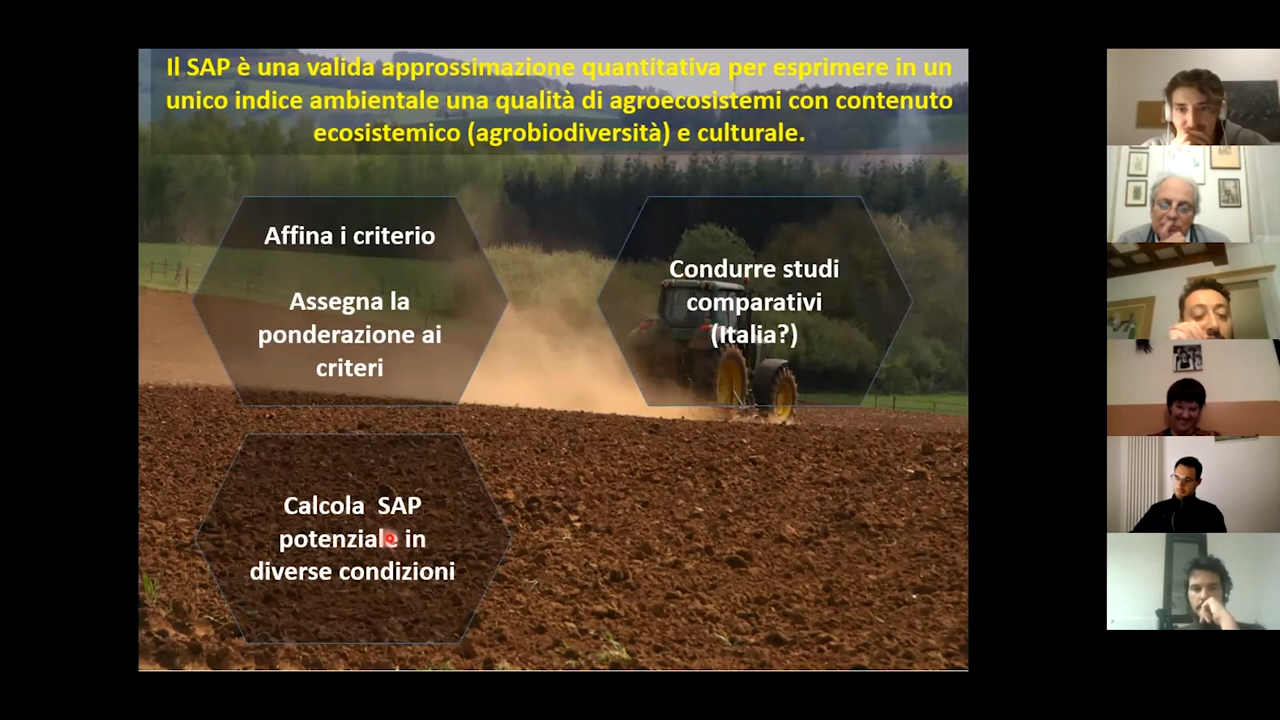 Il SAP è una valida approssimazione quantitativa per esprimere in un
unico indice ambientale una qualità di agroecosistemi con contenuto
ecosistemico (agrobiodiversità) e culturale.
Affina i criterio
Assegna la
ponderazione ai
criteri
Condurre studi
comparativi
(Italia?)
Calcola  SAP
potenziale in
diverse condizioni